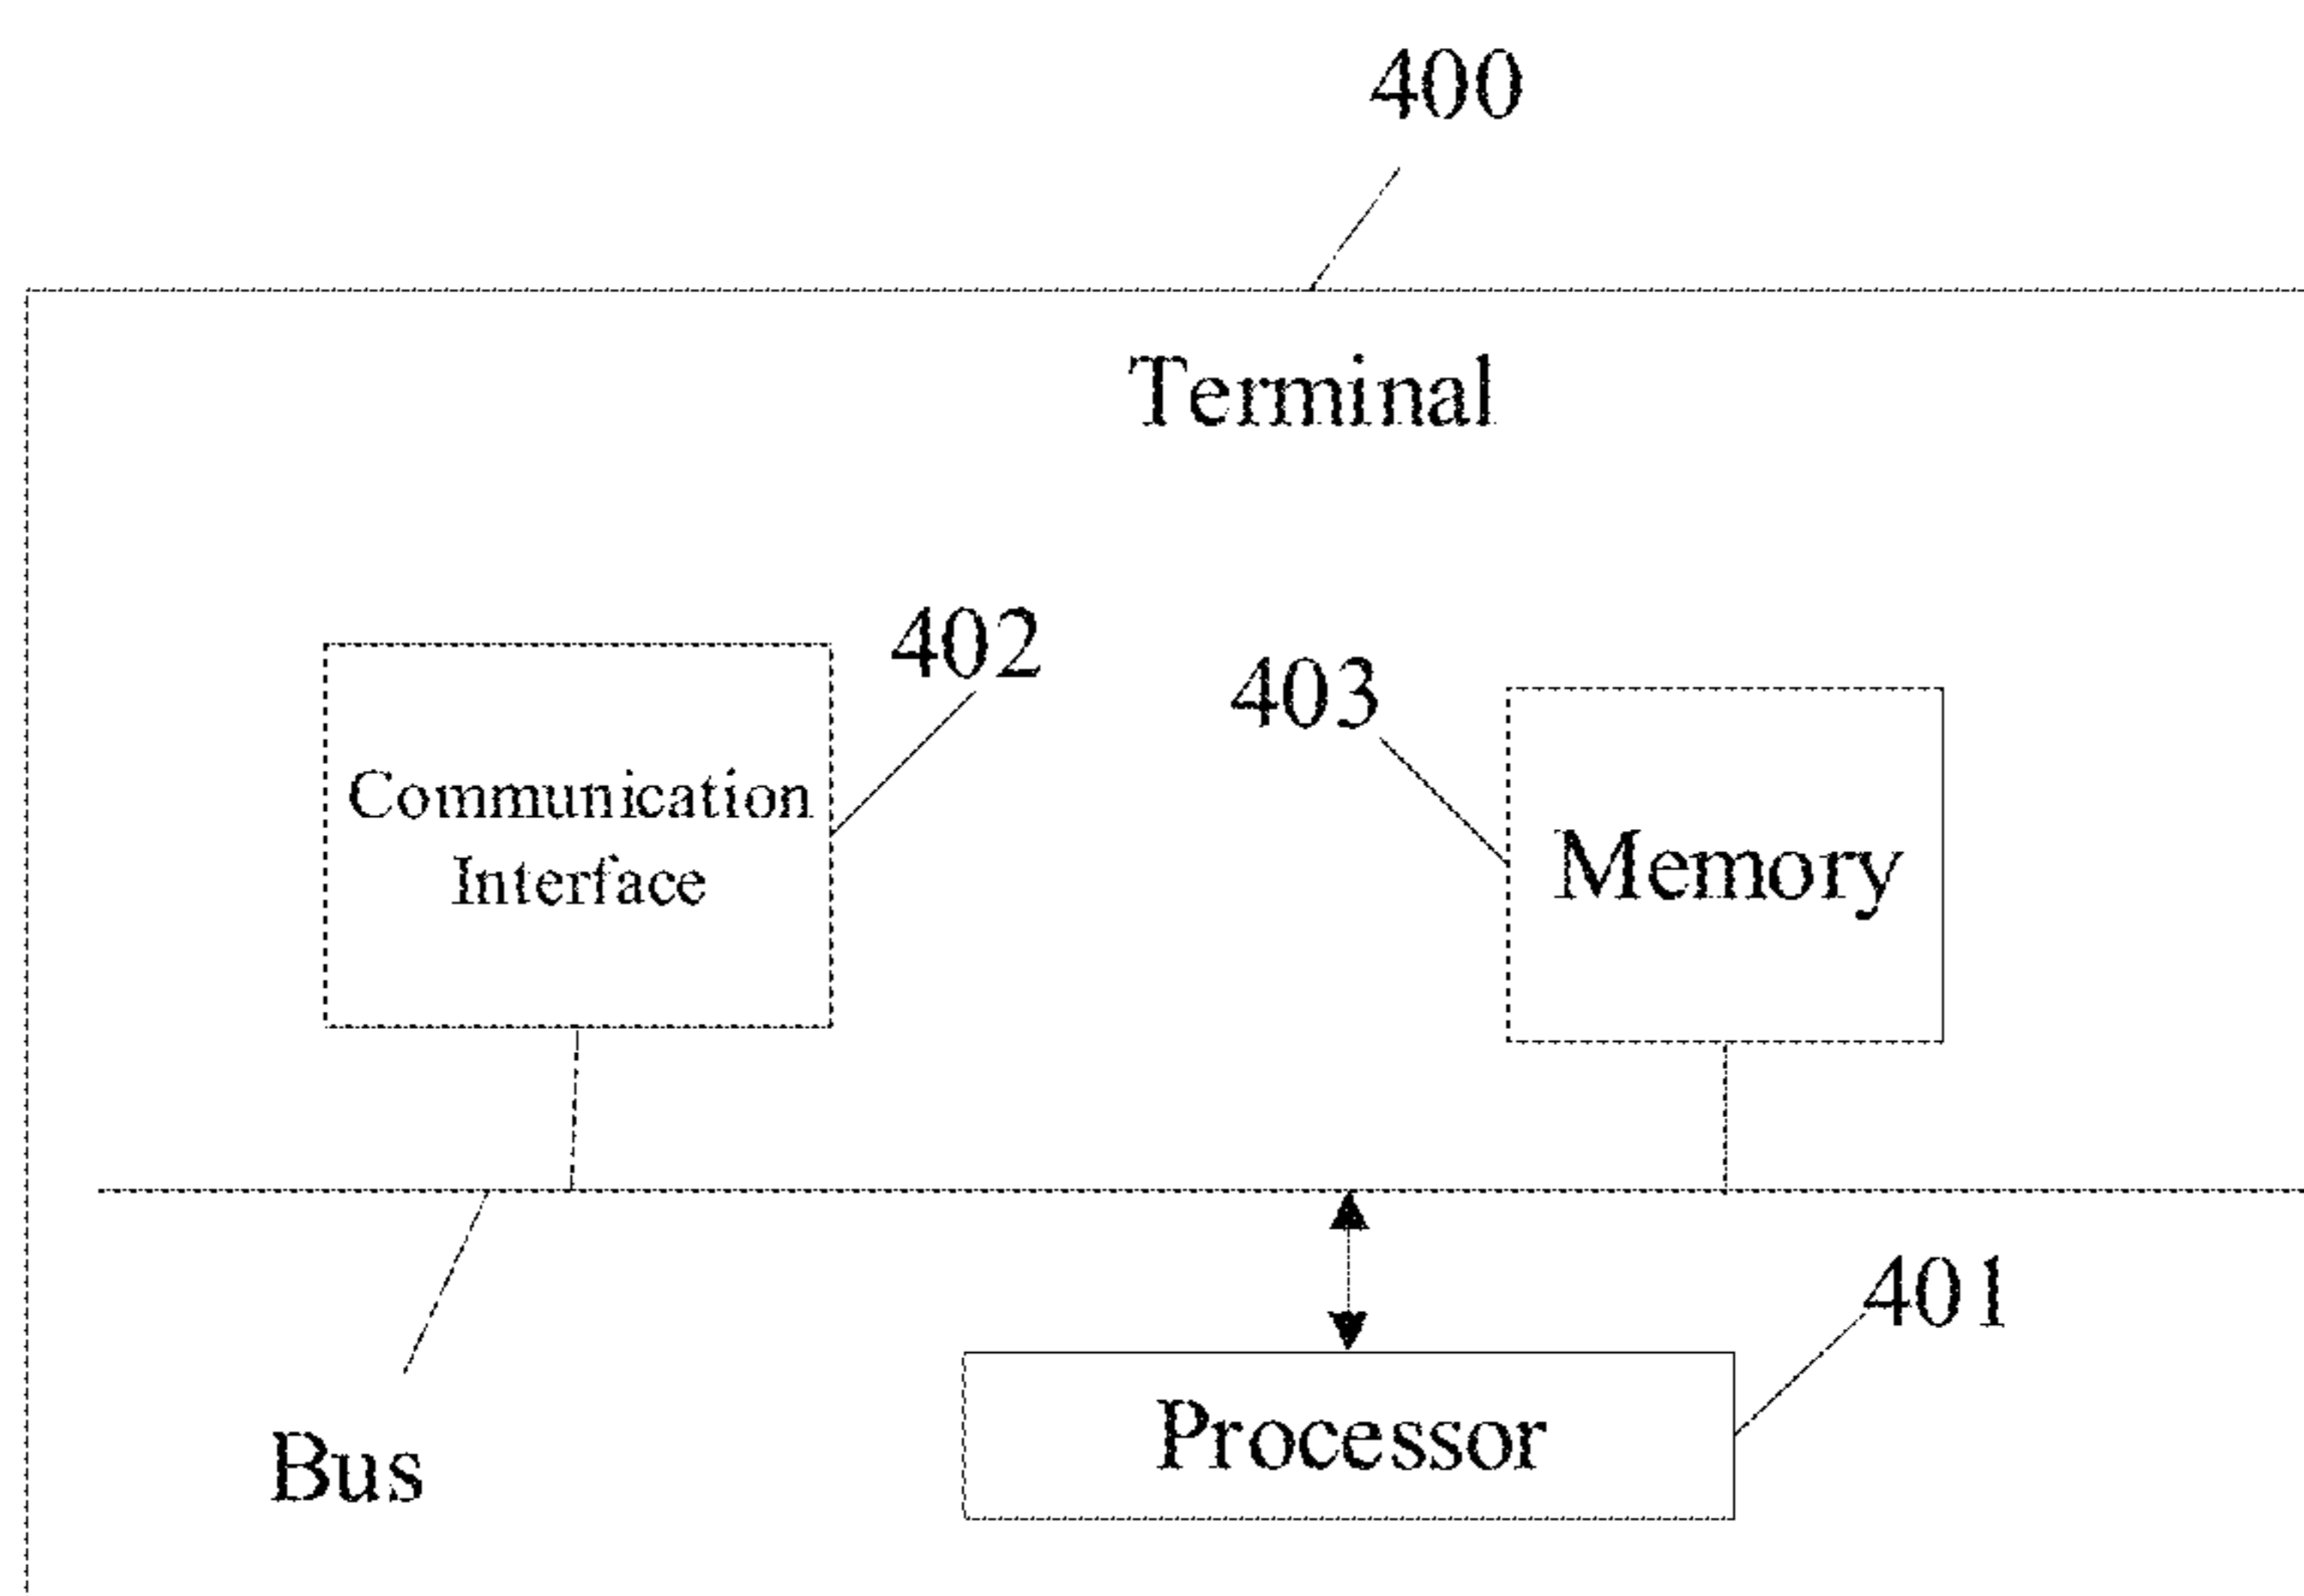 400
Terminal
402
403
Communication
Interface
Memory
401
Processor
Bus